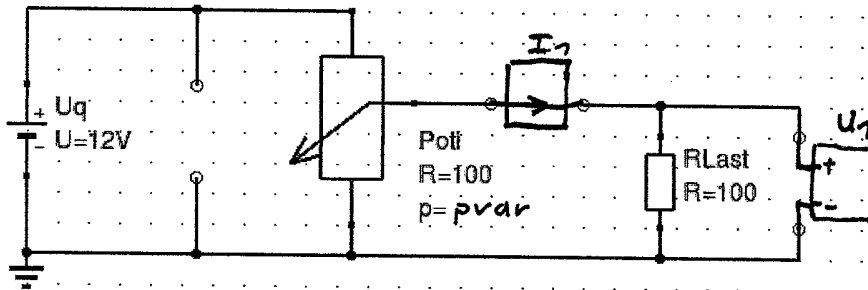 I1
Uq
U=12V
Poti
R=100
p= pvar
RLast
R=100
U1
+
-
+
-